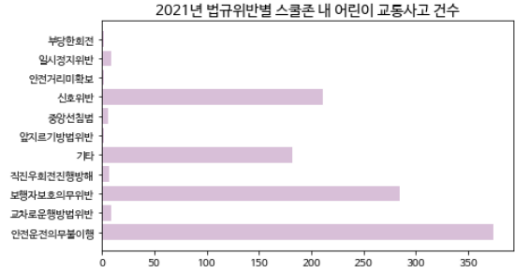 2021년 법규위반별 스쿨존 내 어린이 교통사고 건수
부당한회전
일시정지위반
안전거리미확보
신호위반
중앙선침범
앞지르기방법위반
기타
직진우회전진행방해
보행자보호의무위반
교차로운행방법위반
안전운전의무불이행
0 50 100 150 200 250 300 350